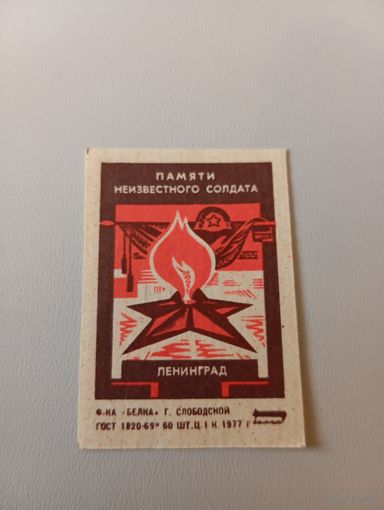 ПАМЯТИ
НЕИЗВЕСТНОГО СОЛДАТА
ЛЕНИНГРАД
Ф-КА «БЕЛКА» Г. СЛОБОДСКОЙ
ГОСТ 1820-69* 60 ШТ. Ц. 1 К. 1977 Г